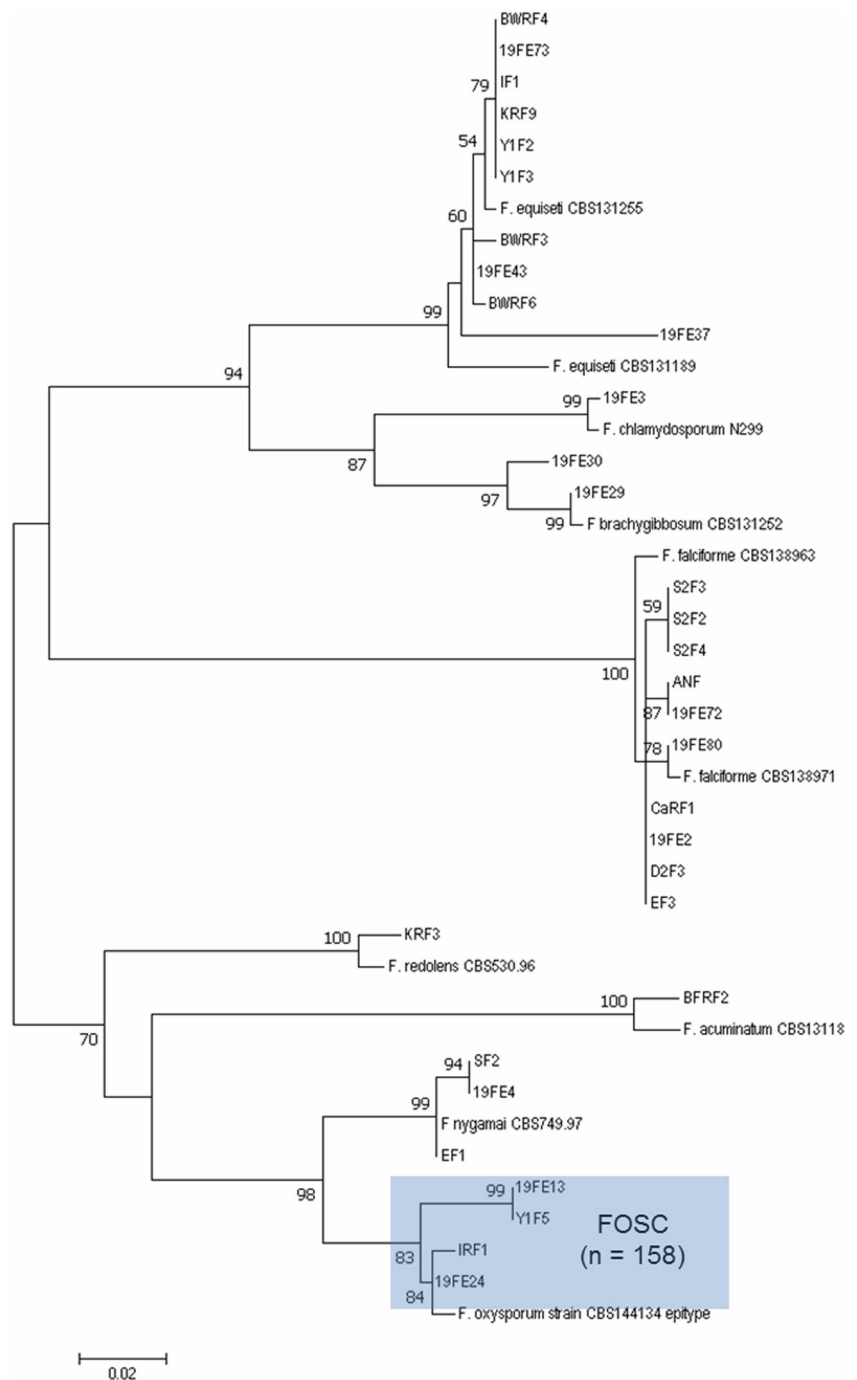 BWRF4
19FE73
79
IF1
KRF9
54
Y1F2
Y1F3
F. equiseti CBS131255
60
BWRF3
19FE43
99
BWRF6
19FE37
94
F. equiseti CBS131189
99
19FE3
F. chlamydosporum N299
87
19FE30
97
19FE29
99
F brachygibbosum CBS131252
F. falciforme CBS138963
S2F3
59
S2F2
S2F4
100
ANF
87
19FE72
78
19FE80
F. falciforme CBS138971
CaRF1
19FE2
D2F3
EF3
100
KRF3
F. redolens CBS530.96
100
BFRF2
F. acuminatum CBS13118
70
94
SF2
19FE4
99
F nygamai CBS749.97
EF1
98
99
19FE13
Y1F5
FOSC
(n = 158)
83
IRF1
19FE24
84
F. oxysporum strain CBS144134 epitype
0.02